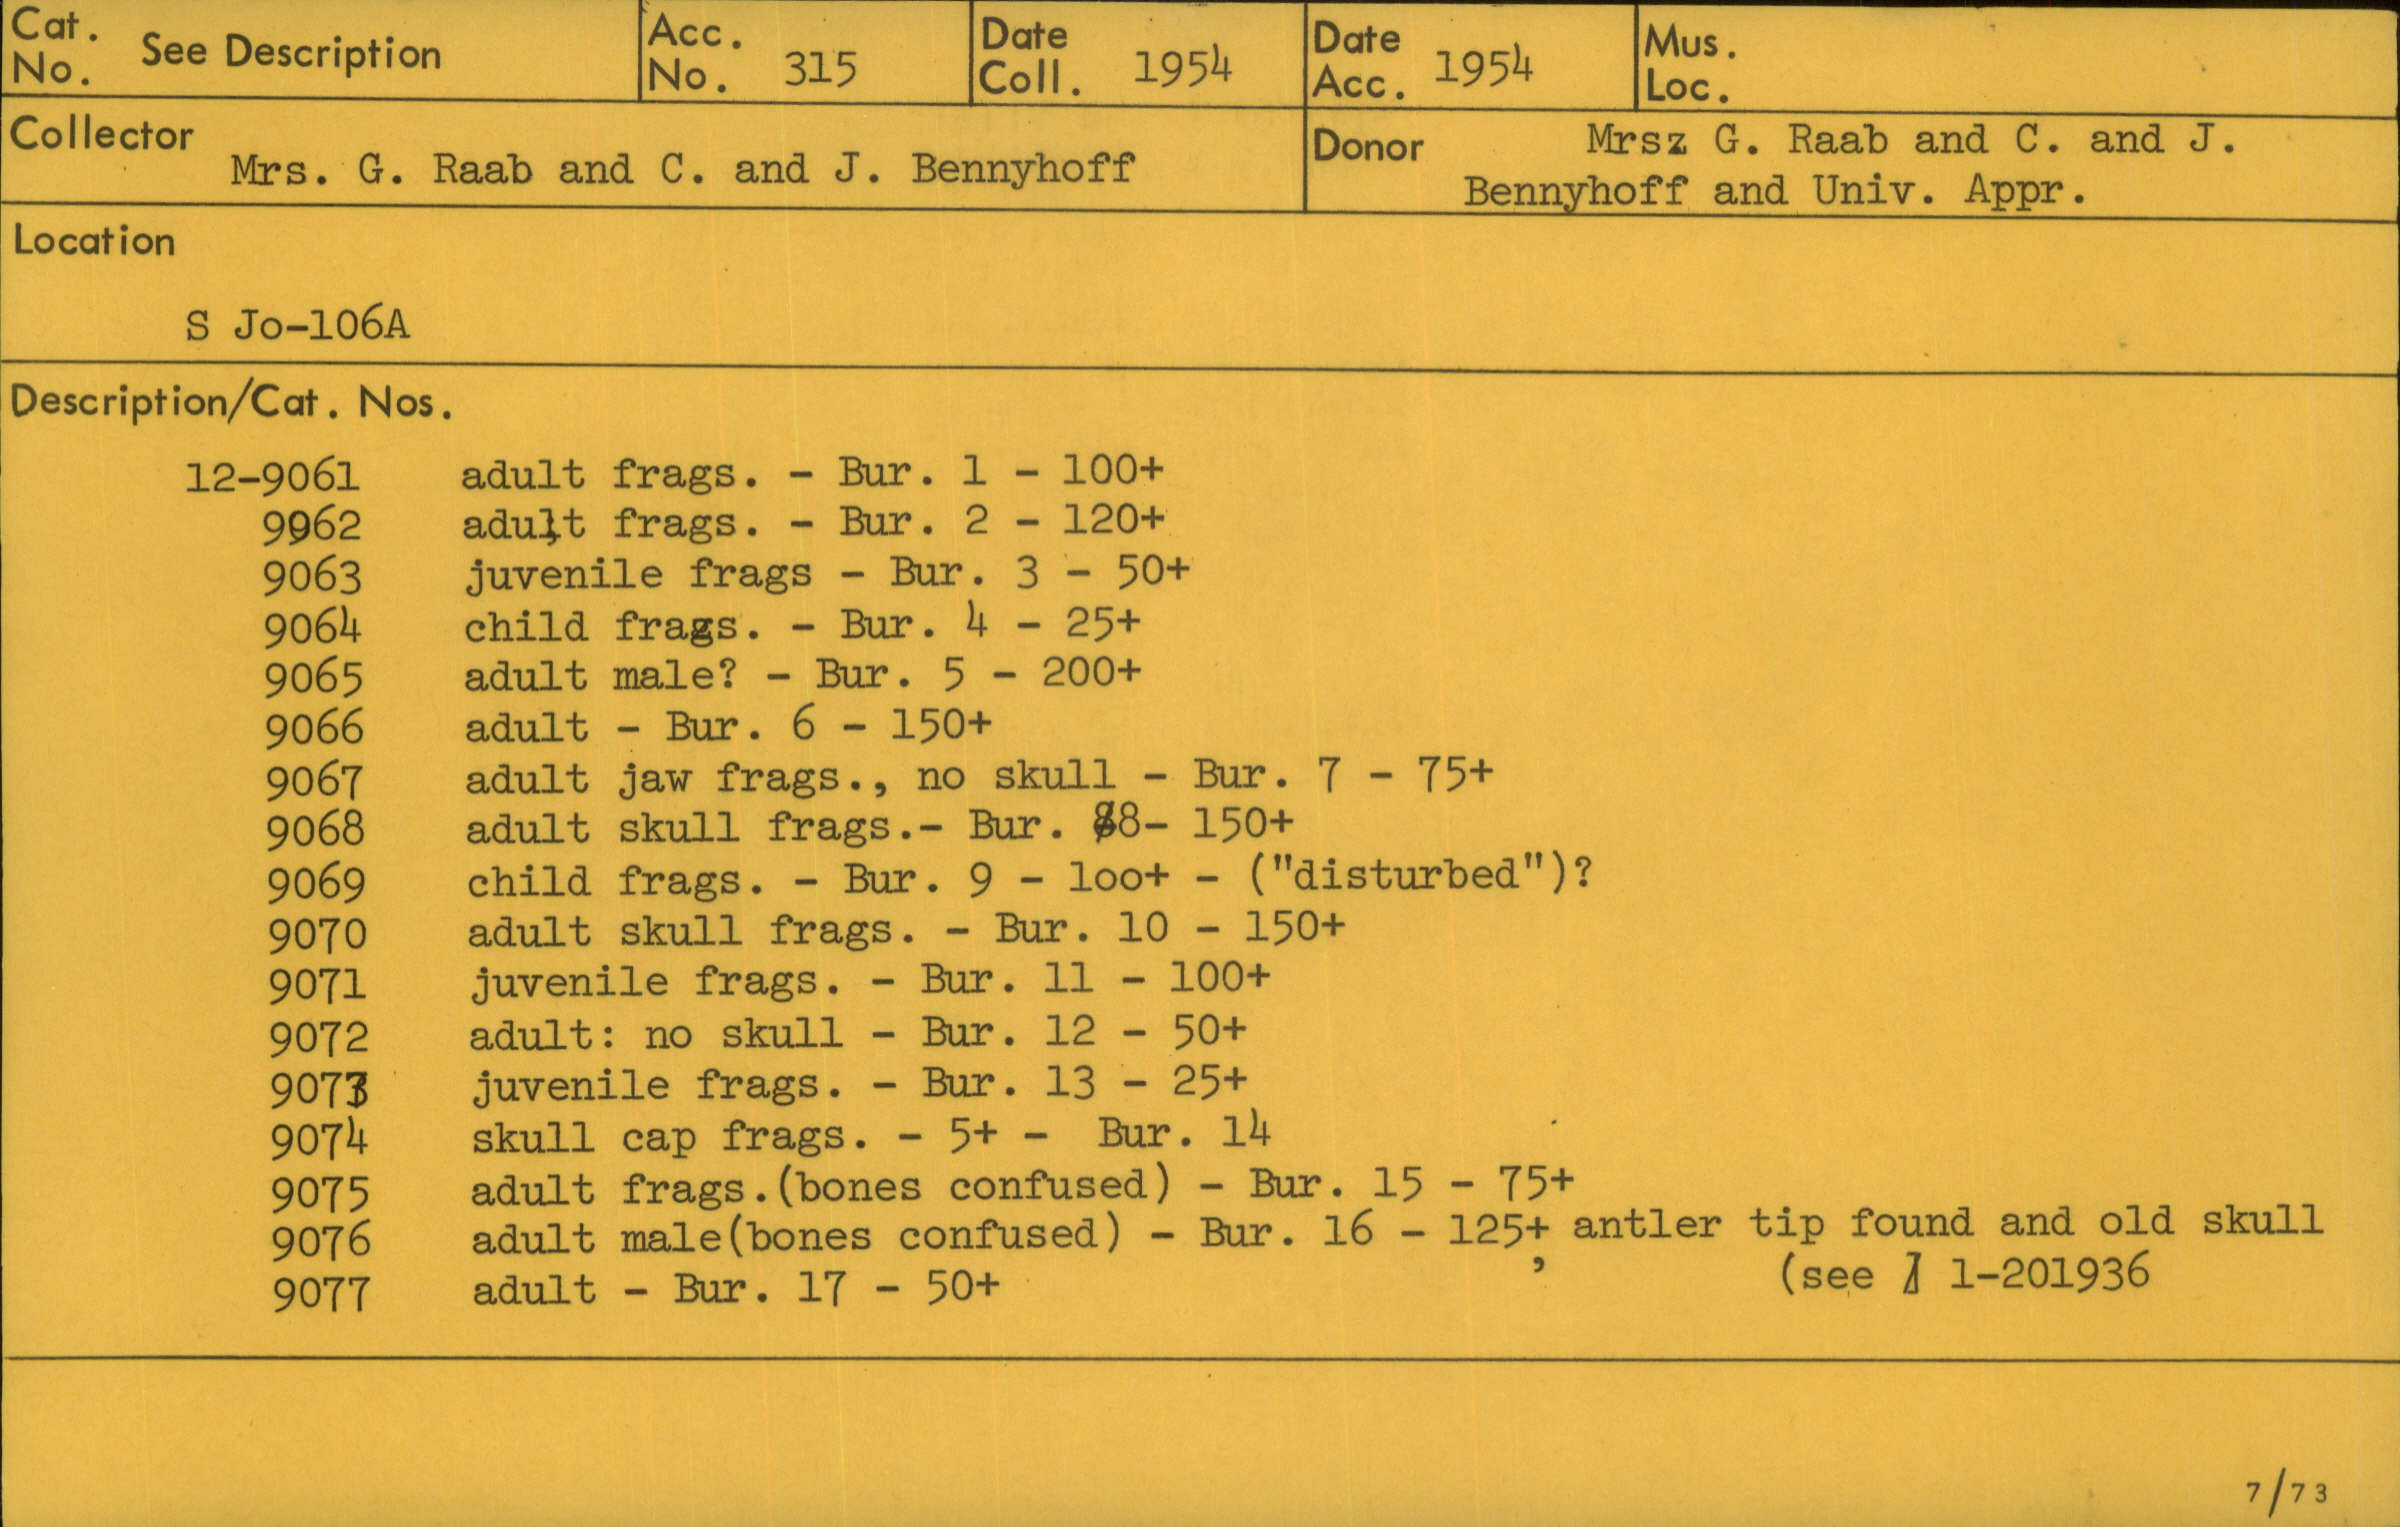 Cat. No. See Description Acc. No. 315 Date Coll. 1954 Date Acc. 1954 Mus. Loc.
Collector Mrs. G. Raab and C. and J. Bennyhoff
Donor Mrsz G. Raab and C. and J.
Bennyhoff and Univ. Appr.
Location
S Jo-106A
Description/Cat. Nos.
12-9061 adult frags. - Bur. 1 - 100+
9062 adult frags. - Bur. 2 - 120+
9063 juvenile frags - Bur. 3 - 50+
9064 child frags. - Bur. 4 - 25+
9065 adult male? - Bur. 5 - 200+
9066 adult - Bur. 6 - 150+
9067 adult jaw frags., no skull - Bur. 7 - 75+
9068 adult skull frags.- Bur. 8- 150+
9069 child frags. - Bur. 9 - loo+ - ("disturbed")?
9070 adult skull frags. - Bur. 10 - 150+
9071 juvenile frags. - Bur. 11 - 100+
9072 adult: no skull - Bur. 12 - 50+
9073 juvenile frags. - Bur. 13 - 25+
9074 skull cap frags. - 5+ - Bur. 14
9075 adult frags.(bones confused) - Bur. 15 - 75+
9076 adult male(bones confused) - Bur. 16 - 125+, antler tip found and old skull
(see 1-201936
9077 adult - Bur. 17 - 50+
7/73